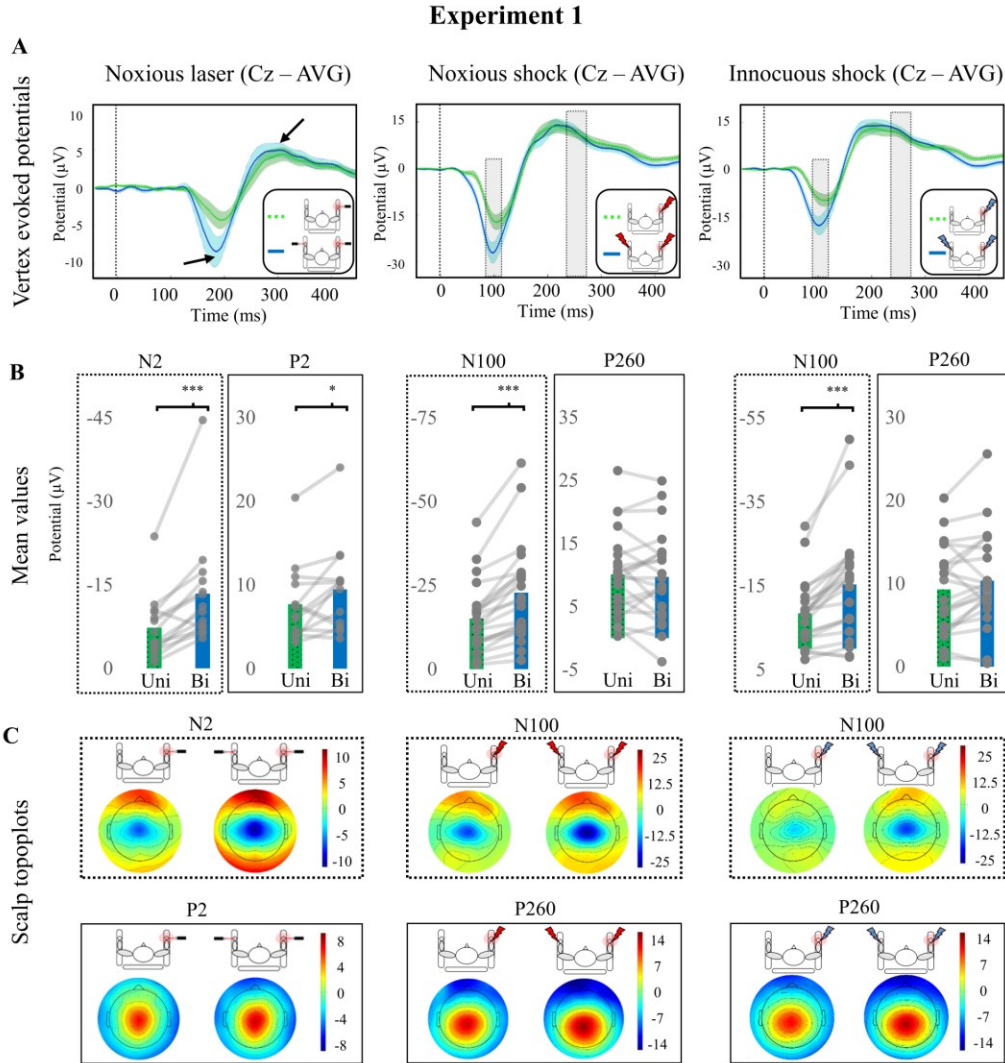 Experiment 1
A
Noxious laser (Cz – AVG)
Noxious shock (Cz – AVG)
Innocuous shock (Cz – AVG)
Vertex evoked potentials
Potential (µV)
10
5
0
-5
-10
0 100 200 300 400
Time (ms)
Potential (µV)
15
0
-15
-30
0 100 200 300 400
Time (ms)
Potential (µV)
15
0
-15
-30
0 100 200 300 400
Time (ms)
B
Mean values
Potential (µV)
N2
***
-45
-30
-15
0
Uni Bi
P2
*
30
20
10
0
Uni Bi
N100
***
-75
-50
-25
0
Uni Bi
P260
35
25
15
5
-5
Uni Bi
N100
***
-55
-35
-15
5
Uni Bi
P260
30
20
10
0
Uni Bi
C
Scalp topoplots
N2
10
5
0
-5
-10
N100
25
12.5
0
-12.5
-25
N100
25
12.5
0
-12.5
-25
P2
8
4
0
-4
-8
P260
14
7
0
-7
-14
P260
14
7
0
-7
-14